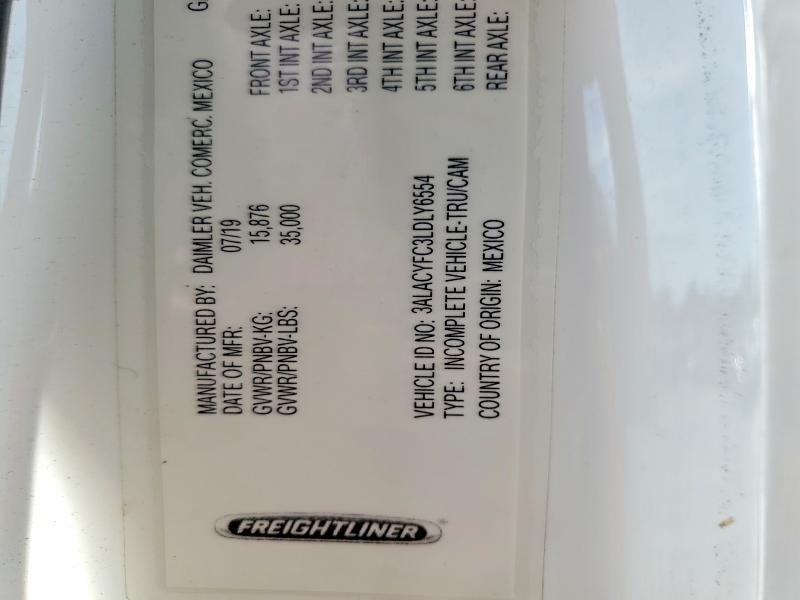 FREIGHTLINER
MANUFACTURED BY: DAIMLER VEH. COMERC. MEXICO
DATE OF MFR: 07/19
GVWR/PNBV-KG: 15,876
GVWR/PNBV-LBS: 35,000
G
FRONT AXLE:
1ST INT AXLE:
2ND INT AXLE:
3RD INT AXLE:
4TH INT AXLE:
5TH INT AXLE:
6TH INT AXLE:
REAR AXLE:
VEHICLE ID NO: 3ALACYFC3LDLY6554
TYPE: INCOMPLETE VEHICLE-TRU/CAM
COUNTRY OF ORIGIN: MEXICO